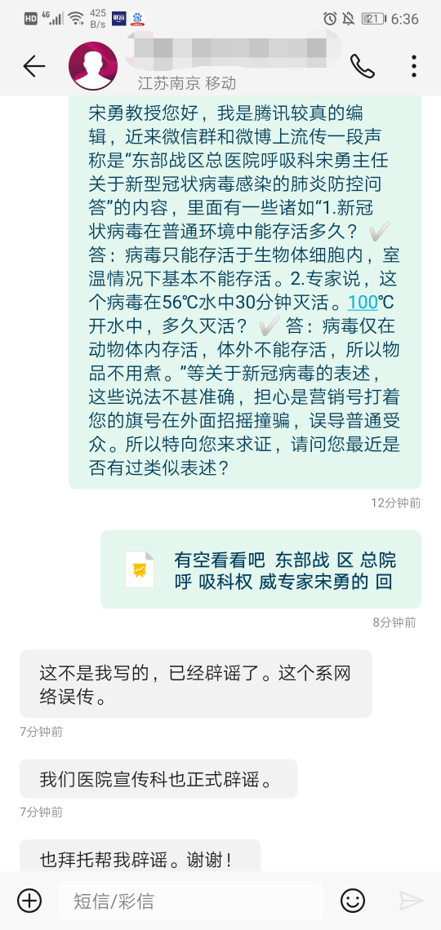 HD 4G 425 B/s 21 6:36
江苏南京 移动
宋勇教授您好，我是腾讯较真的编
辑，近来微信群和微博上流传一段声
称是“东部战区总医院呼吸科宋勇主任
关于新型冠状病毒感染的肺炎防控问
答”的内容，里面有一些诸如“1.新冠
状病毒在普通环境中能存活多久？ ✔
答：病毒只能存活于生物体细胞内，室
温情况下基本不能存活。2.专家说，这
个病毒在56℃水中30分钟灭活。100℃
开水中，多久灭活？ ✔ 答：病毒仅在
动物体内存活，体外不能存活，所以物
品不用煮。”等关于新冠病毒的表述，
这些说法不甚准确，担心是营销号打着
您的旗号在外面招摇撞骗，误导普通受
众。所以特向您来求证，请问您最近是
否有过类似表述？
12分钟前
有空看看吧 东部战 区 总院
呼 吸科权 威专家宋勇的 回
8分钟前
这不是我写的，已经辟谣了。这个系网
络误传。
7分钟前
我们医院宣传科也正式辟谣。
7分钟前
也拜托帮我辟谣。谢谢！
短信/彩信